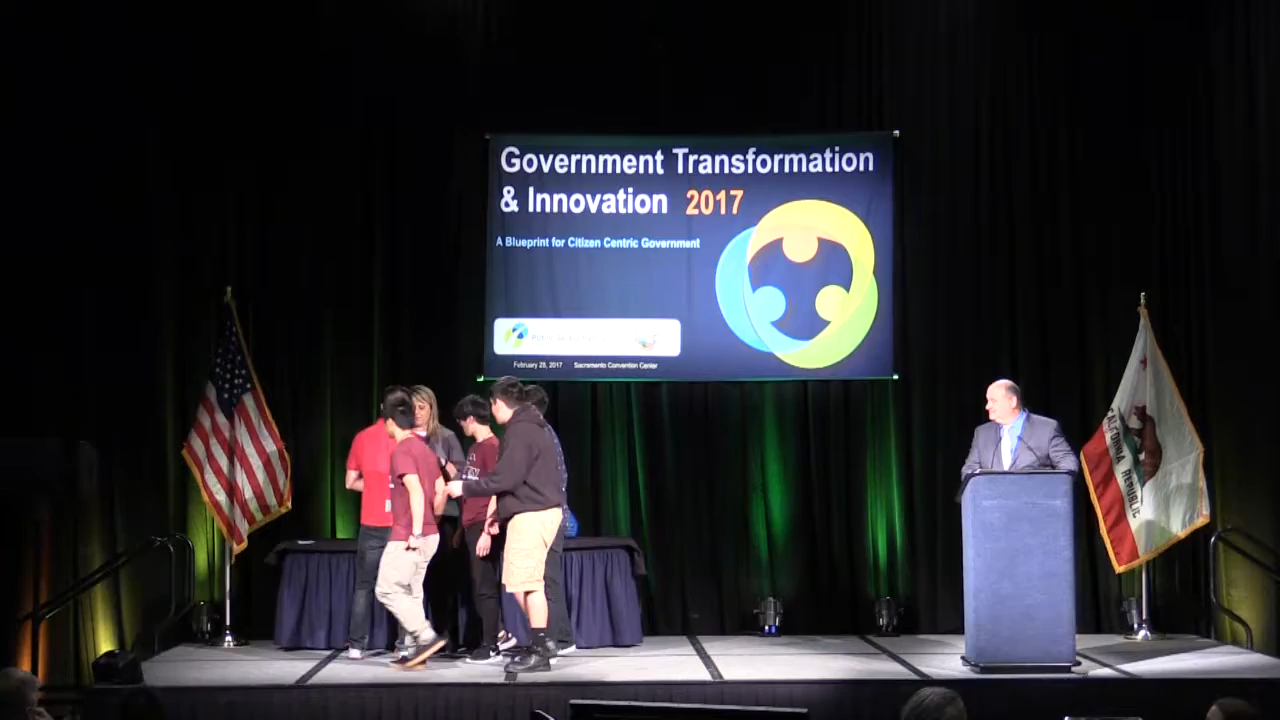 Government Transformation
& Innovation 2017
A Blueprint for Citizen Centric Government
February 28, 2017 Sacramento Convention Center
CALIFORNIA REPUBLIC